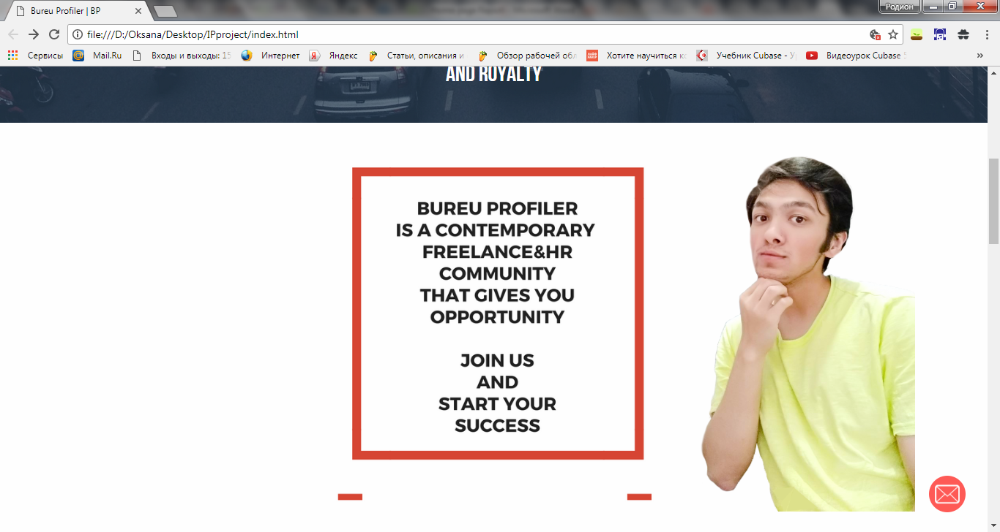 Bureu Profiler | BP
Родион
file:///D:/Oksana/Desktop/IPproject/index.html
Сервисы
Mail.Ru
Входы и выходы: 15
Интернет
Яндекс
Статьи, описания и
Обзор рабочей обл
Хотите научиться
Учебник Cubase - У
Видеоурок Cubase
AND ROYALTY
BUREU PROFILER
IS A CONTEMPORARY
FREELANCE&HR
COMMUNITY
THAT GIVES YOU
OPPORTUNITY
JOIN US
AND
START YOUR
SUCCESS